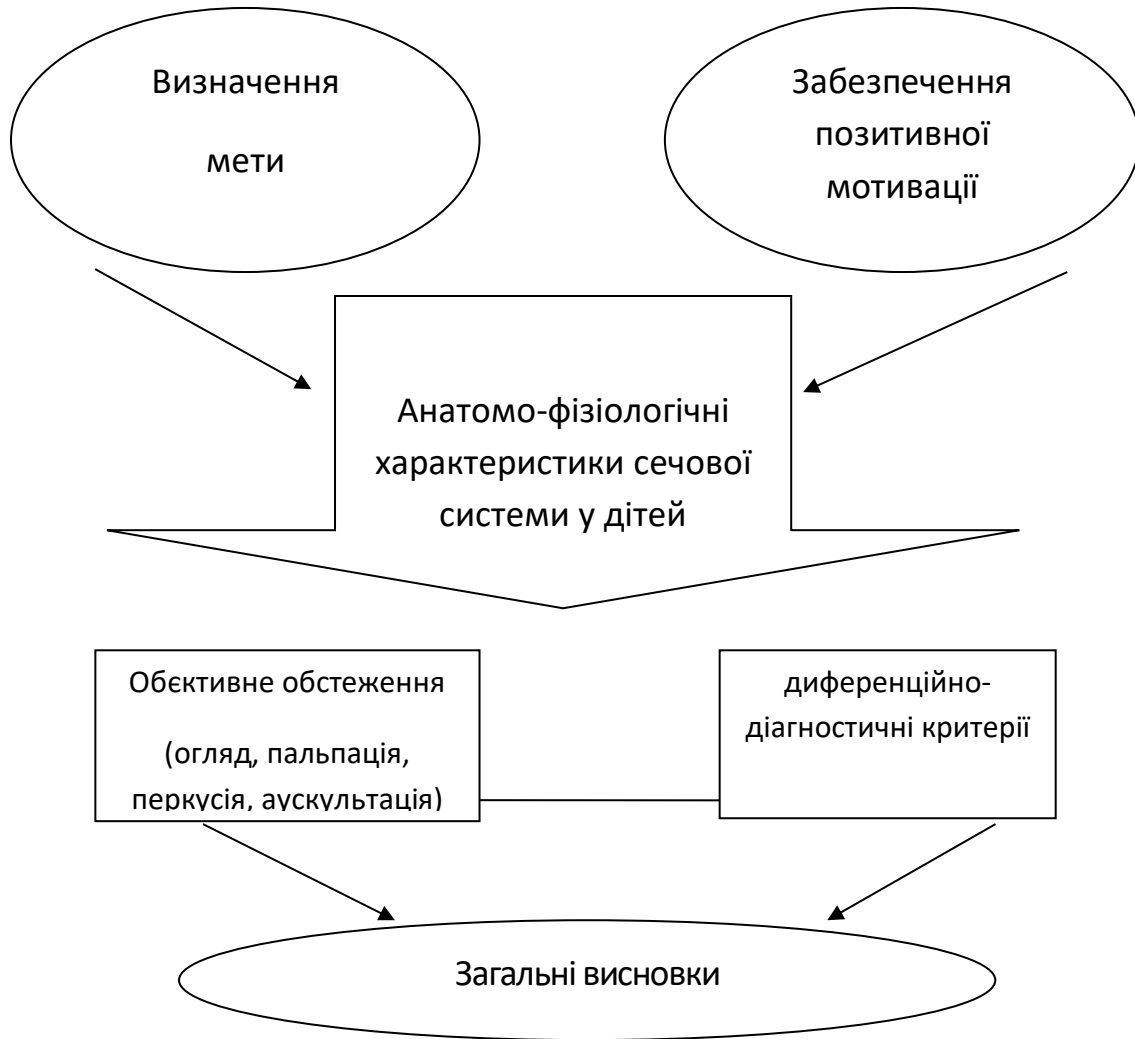 Визначення
мети
Забезпечення
позитивної
мотивації
Анатомо-фізіологічні
характеристики сечової
системи у дітей
Обєктивне обстеження
(огляд, пальпація,
перкусія, аускультація)
диференційно-
діагностичні критерії
Загальні висновки